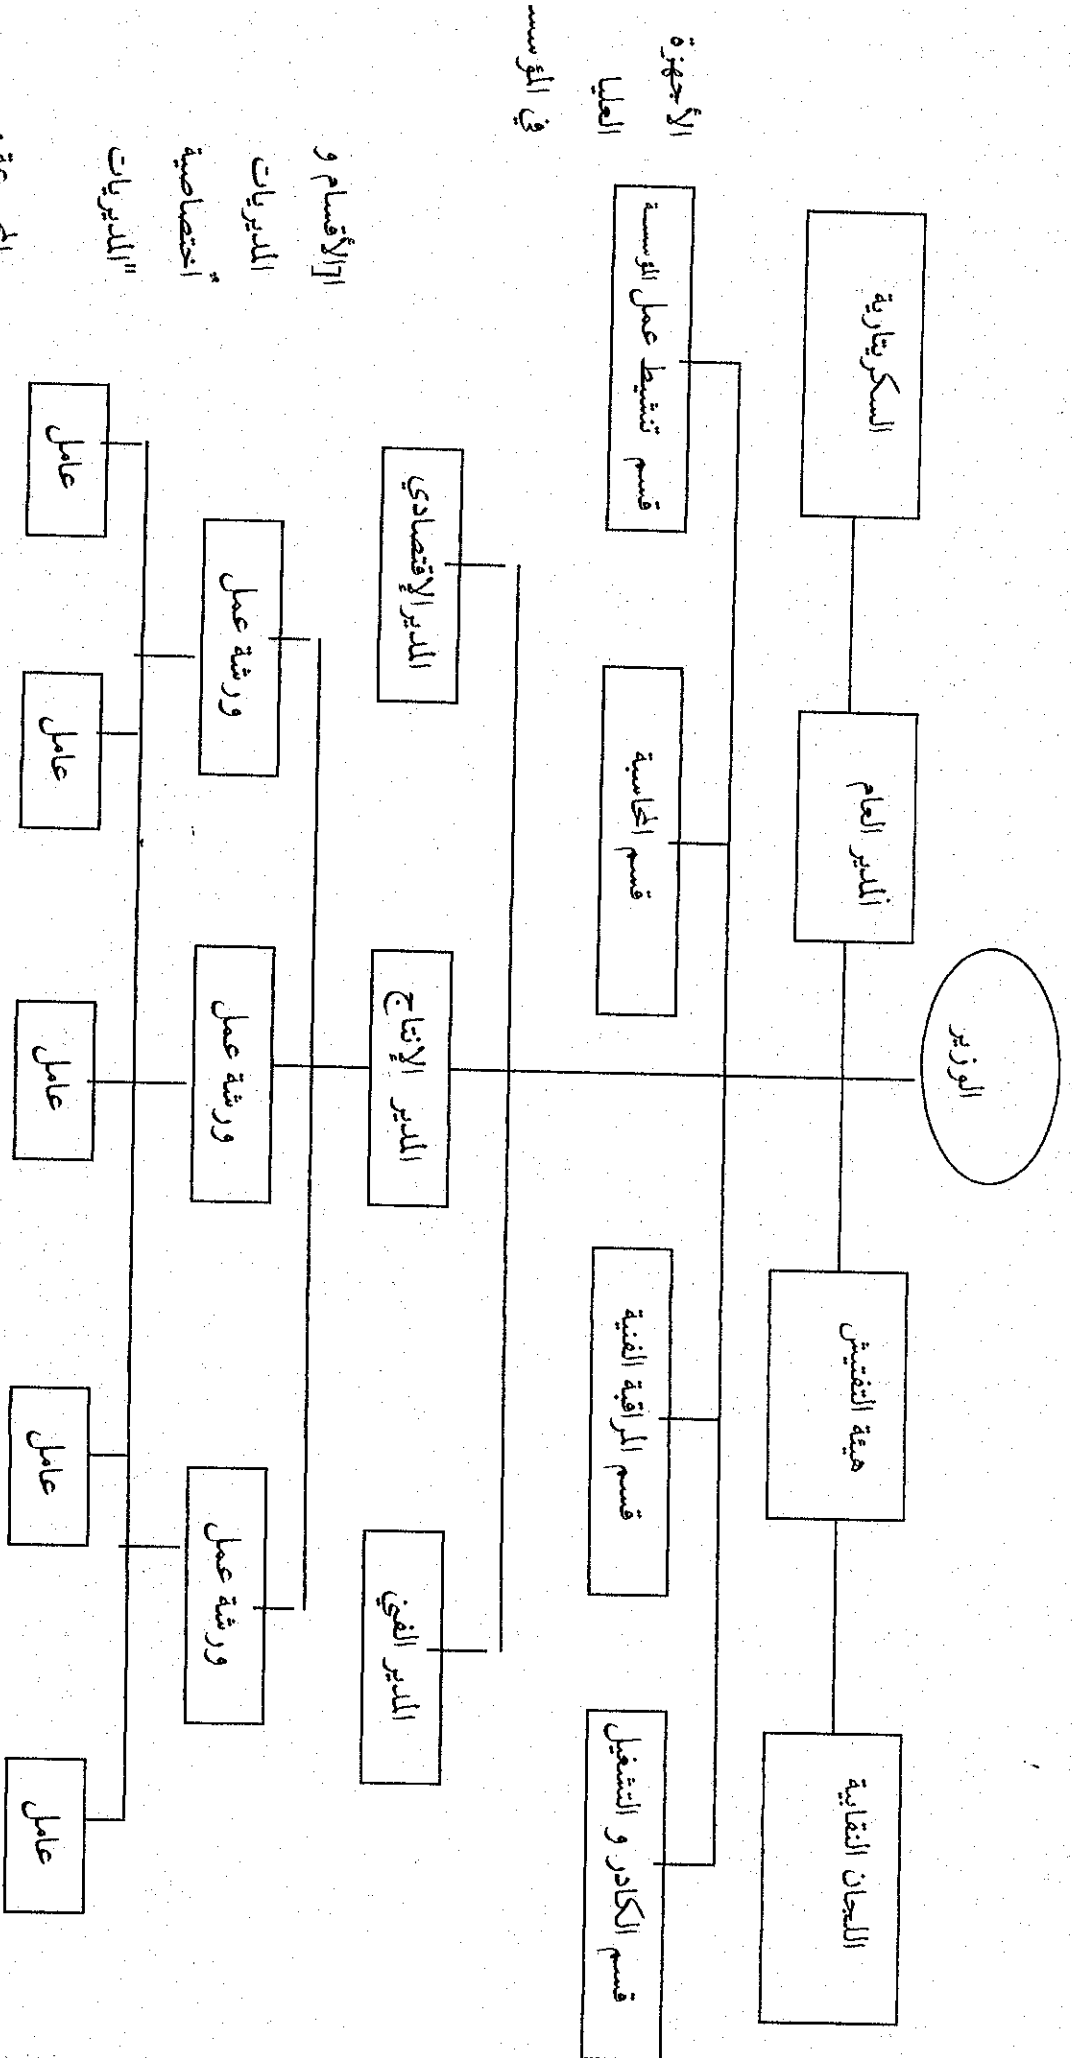 الوزير
السكريتارية
المدير العام
هيئة التفتيش
اللجان النقابية
الأجهزة
العليا
في المؤسس
قسم تنشيط عمل المؤسسة
قسم المحاسبة
قسم المراقبة الفنية
قسم الكادر و التشغيل
المدير الإقتصادي
المدير الإنتاج
المدير الفني
الأقسام و
المديريات
اختصاصية
"المديريات
ورشة عمل
ورشة عمل
ورشة عمل
عامل
عامل
عامل
عامل
عامل